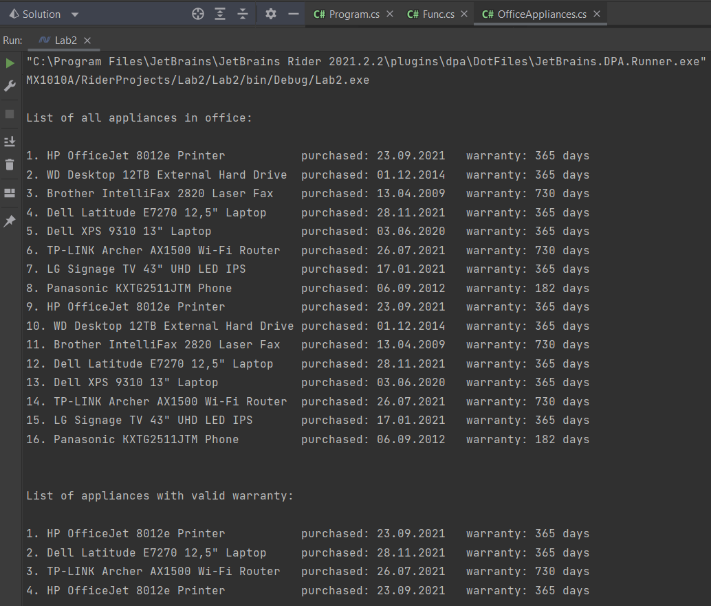 Solution
Program.cs
Func.cs
OfficeAppliances.cs
Run: Lab2
"C:\Program Files\JetBrains\JetBrains Rider 2021.2.2\plugins\dpa\DotFiles\JetBrains.DPA.Runner.exe"
MX1010A/RiderProjects/Lab2/Lab2/bin/Debug/Lab2.exe
List of all appliances in office:
1. HP OfficeJet 8012e Printer purchased: 23.09.2021 warranty: 365 days
2. WD Desktop 12TB External Hard Drive purchased: 01.12.2014 warranty: 365 days
3. Brother IntelliFax 2820 Laser Fax purchased: 13.04.2009 warranty: 730 days
4. Dell Latitude E7270 12,5" Laptop purchased: 28.11.2021 warranty: 365 days
5. Dell XPS 9310 13" Laptop purchased: 03.06.2020 warranty: 365 days
6. TP-LINK Archer AX1500 Wi-Fi Router purchased: 26.07.2021 warranty: 730 days
7. LG Signage TV 43" UHD LED IPS purchased: 17.01.2021 warranty: 365 days
8. Panasonic KXTG2511JTM Phone purchased: 06.09.2012 warranty: 182 days
9. HP OfficeJet 8012e Printer purchased: 23.09.2021 warranty: 365 days
10. WD Desktop 12TB External Hard Drive purchased: 01.12.2014 warranty: 365 days
11. Brother IntelliFax 2820 Laser Fax purchased: 13.04.2009 warranty: 730 days
12. Dell Latitude E7270 12,5" Laptop purchased: 28.11.2021 warranty: 365 days
13. Dell XPS 9310 13" Laptop purchased: 03.06.2020 warranty: 365 days
14. TP-LINK Archer AX1500 Wi-Fi Router purchased: 26.07.2021 warranty: 730 days
15. LG Signage TV 43" UHD LED IPS purchased: 17.01.2021 warranty: 365 days
16. Panasonic KXTG2511JTM Phone purchased: 06.09.2012 warranty: 182 days
List of appliances with valid warranty:
1. HP OfficeJet 8012e Printer purchased: 23.09.2021 warranty: 365 days
2. Dell Latitude E7270 12,5" Laptop purchased: 28.11.2021 warranty: 365 days
3. TP-LINK Archer AX1500 Wi-Fi Router purchased: 26.07.2021 warranty: 730 days
4. HP OfficeJet 8012e Printer purchased: 23.09.2021 warranty: 365 days